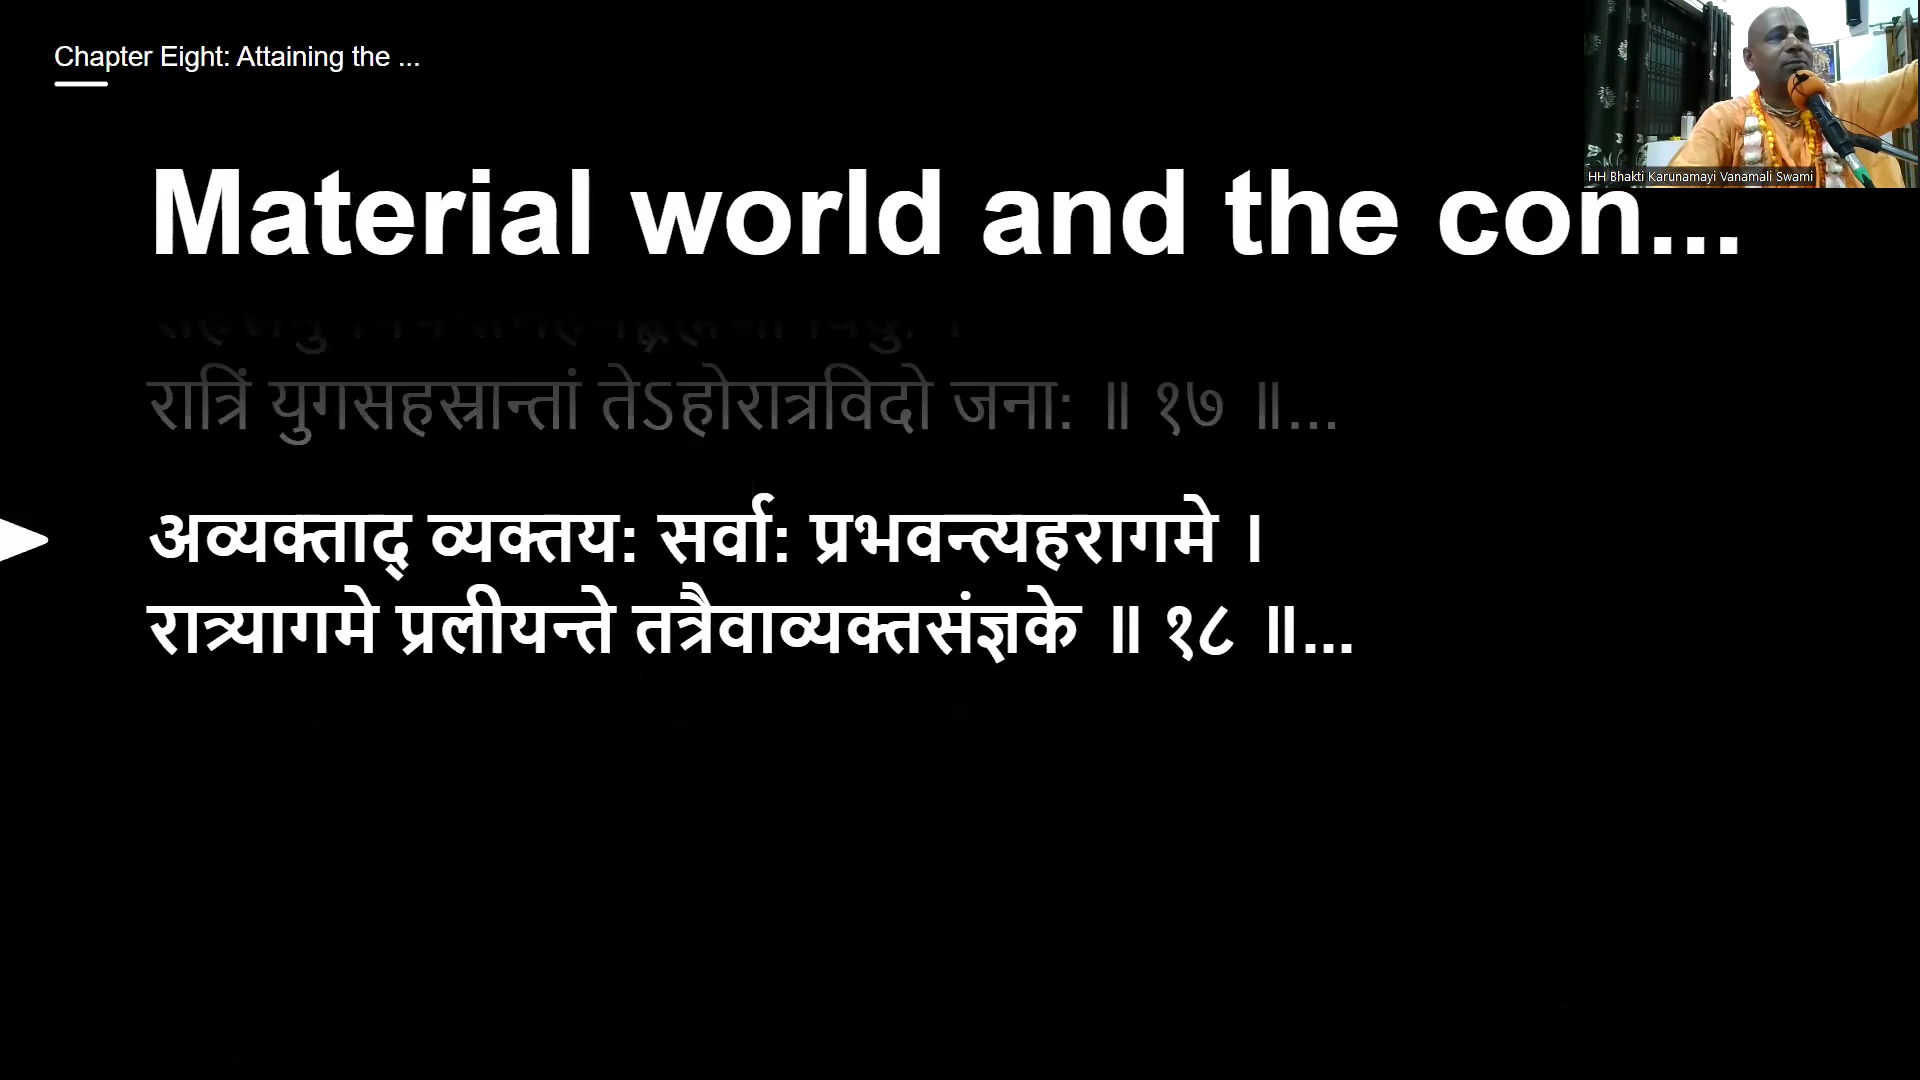 Chapter Eight: Attaining the ...
HH Bhakti Karunamayi Vanamali Swami
Material world and the con...
रात्रिं युगसहस्रान्तां तेऽहोरात्रविदो जनाः ॥ १७ ॥...
अव्यक्ताद् व्यक्तयः सर्वाः प्रभवन्त्यहरागमे ।
रात्र्यागमे प्रलीयन्ते तत्रैवाव्यक्तसंज्ञके ॥ १८ ॥...